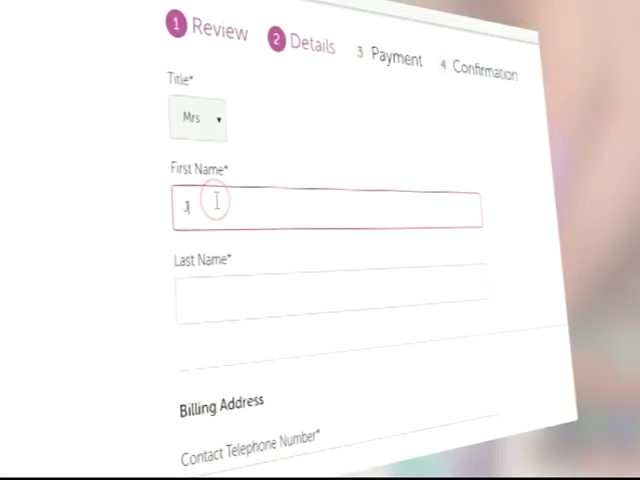 1 Review 2 Details 3 Payment 4 Confirmation
Title*
Mrs
First Name*
J
Last Name*
Billing Address
Contact Telephone Number*